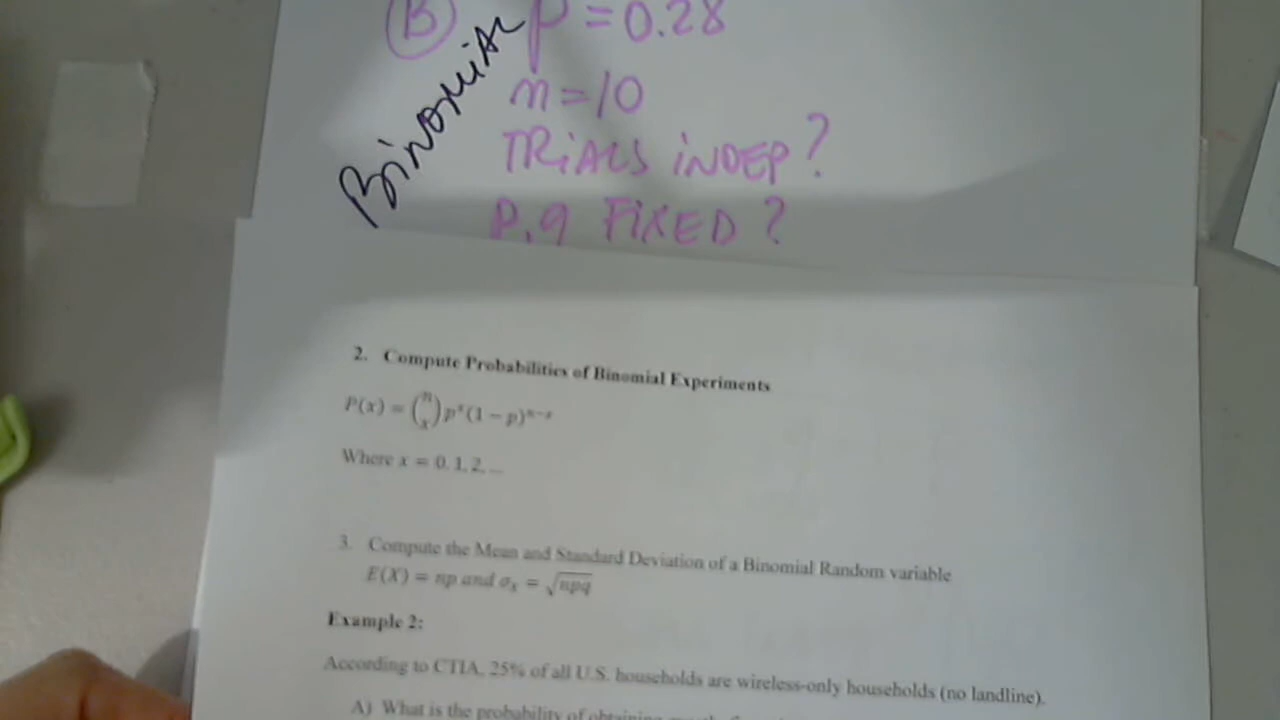 B p = 0.28
Binomial
n = 10
TRiALS iNDEP ?
P, q FiXED ?
2. Compute Probabilities of Binomial Experiments
P(x) = (n x) p^x (1 − p)^{n−x}
Where x = 0, 1, 2, ...
3. Compute the Mean and Standard Deviation of a Binomial Random variable
E(X) = np and σ_x = √npq
Example 2:
According to CTIA, 25% of all U.S. households are wireless-only households (no landline).
A) What is the probability of obtaining